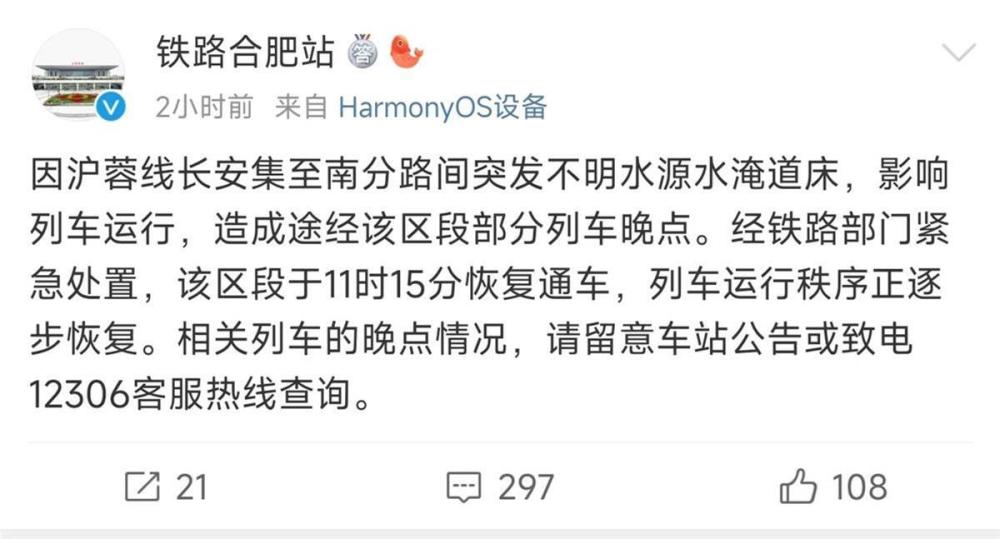 铁路合肥站
2小时前 来自 HarmonyOS设备
因沪蓉线长安集至南分路间突发不明水源水淹道床，影响
列车运行，造成途经该区段部分列车晚点。经铁路部门紧
急处置，该区段于11时15分恢复通车，列车运行秩序正逐
步恢复。相关列车的晚点情况，请留意车站公告或致电
12306客服热线查询。
21 297 108